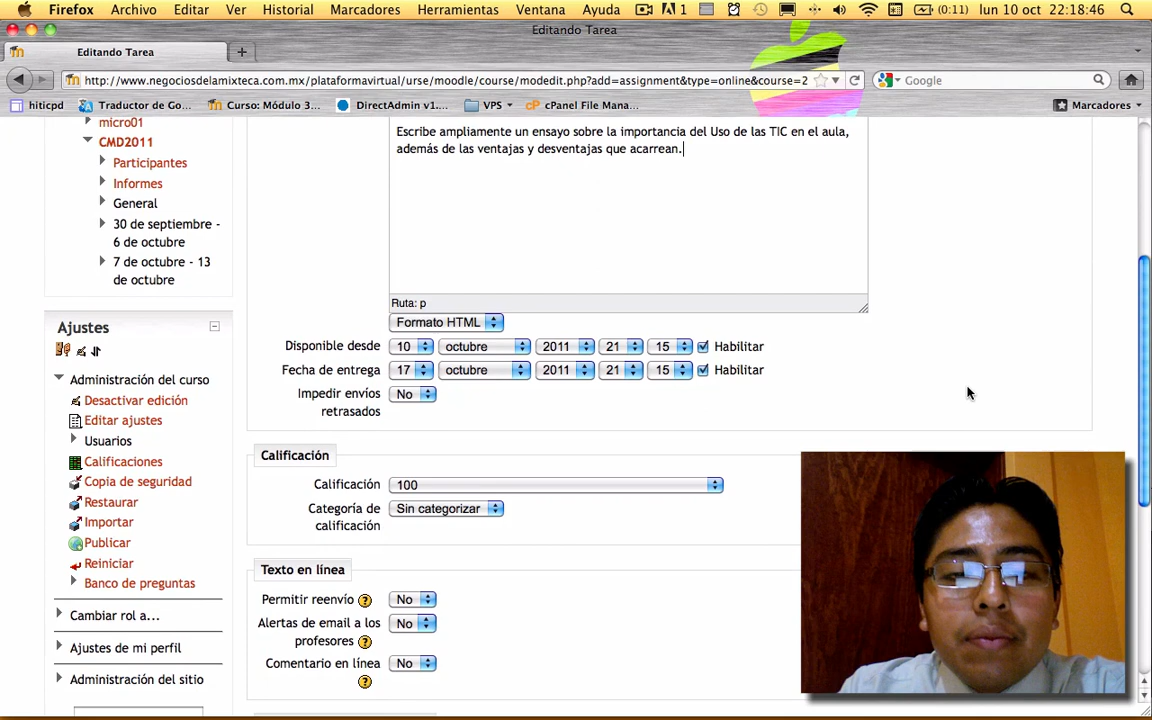 Firefox Archivo Editar Ver Historial Marcadores Herramientas Ventana Ayuda 1 (0:11) lun 10 oct 22:18:46
Editando Tarea
Editando Tarea
http://www.negociosdelamixteca.com.mx/plataformavirtual/urse/moodle/course/modedit.php?add=assignment&type=online&course=2 Google
hiticpd Traductor de Go... Curso: Módulo 3... DirectAdmin v1.... VPS cPanel File Mana... Marcadores
micro01
CMD2011
Participantes
Informes
General
30 de septiembre -
6 de octubre
7 de octubre - 13
de octubre
Ajustes
Administración del curso
Desactivar edición
Editar ajustes
Usuarios
Calificaciones
Copia de seguridad
Restaurar
Importar
Publicar
Reiniciar
Banco de preguntas
Cambiar rol a...
Ajustes de mi perfil
Administración del sitio
Escribe ampliamente un ensayo sobre la importancia del Uso de las TIC en el aula,
además de las ventajas y desventajas que acarrean.
Ruta: p
Formato HTML
Disponible desde 10 octubre 2011 21 15 Habilitar
Fecha de entrega 17 octubre 2011 21 15 Habilitar
Impedir envíos No
retrasados
Calificación
Calificación 100
Categoría de Sin categorizar
calificación
Texto en línea
Permitir reenvío ? No
Alertas de email a los No
profesores ?
Comentario en línea No
?